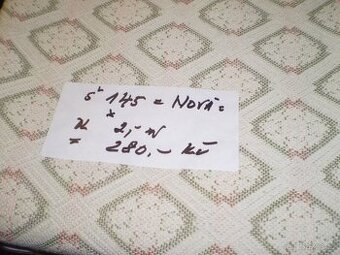 š 145 = Nová =
x 2,- m
= 280.- Kč